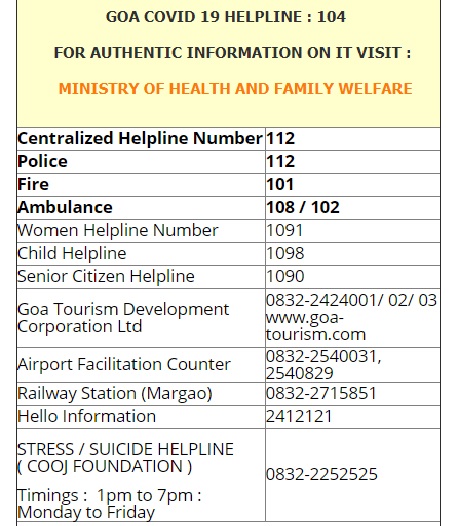 GOA COVID 19 HELPLINE : 104
FOR AUTHENTIC INFORMATION ON IT VISIT :
MINISTRY OF HEALTH AND FAMILY WELFARE
Centralized Helpline Number 112
Police 112
Fire 101
Ambulance 108 / 102
Women Helpline Number 1091
Child Helpline 1098
Senior Citizen Helpline 1090
Goa Tourism Development
Corporation Ltd
0832-2424001/ 02/ 03
www.goa-
tourism.com
Airport Facilitation Counter
0832-2540031,
2540829
Railway Station (Margao) 0832-2715851
Hello Information 2412121
STRESS / SUICIDE HELPLINE
( COOJ FOUNDATION )
Timings : 1pm to 7pm :
Monday to Friday
0832-2252525